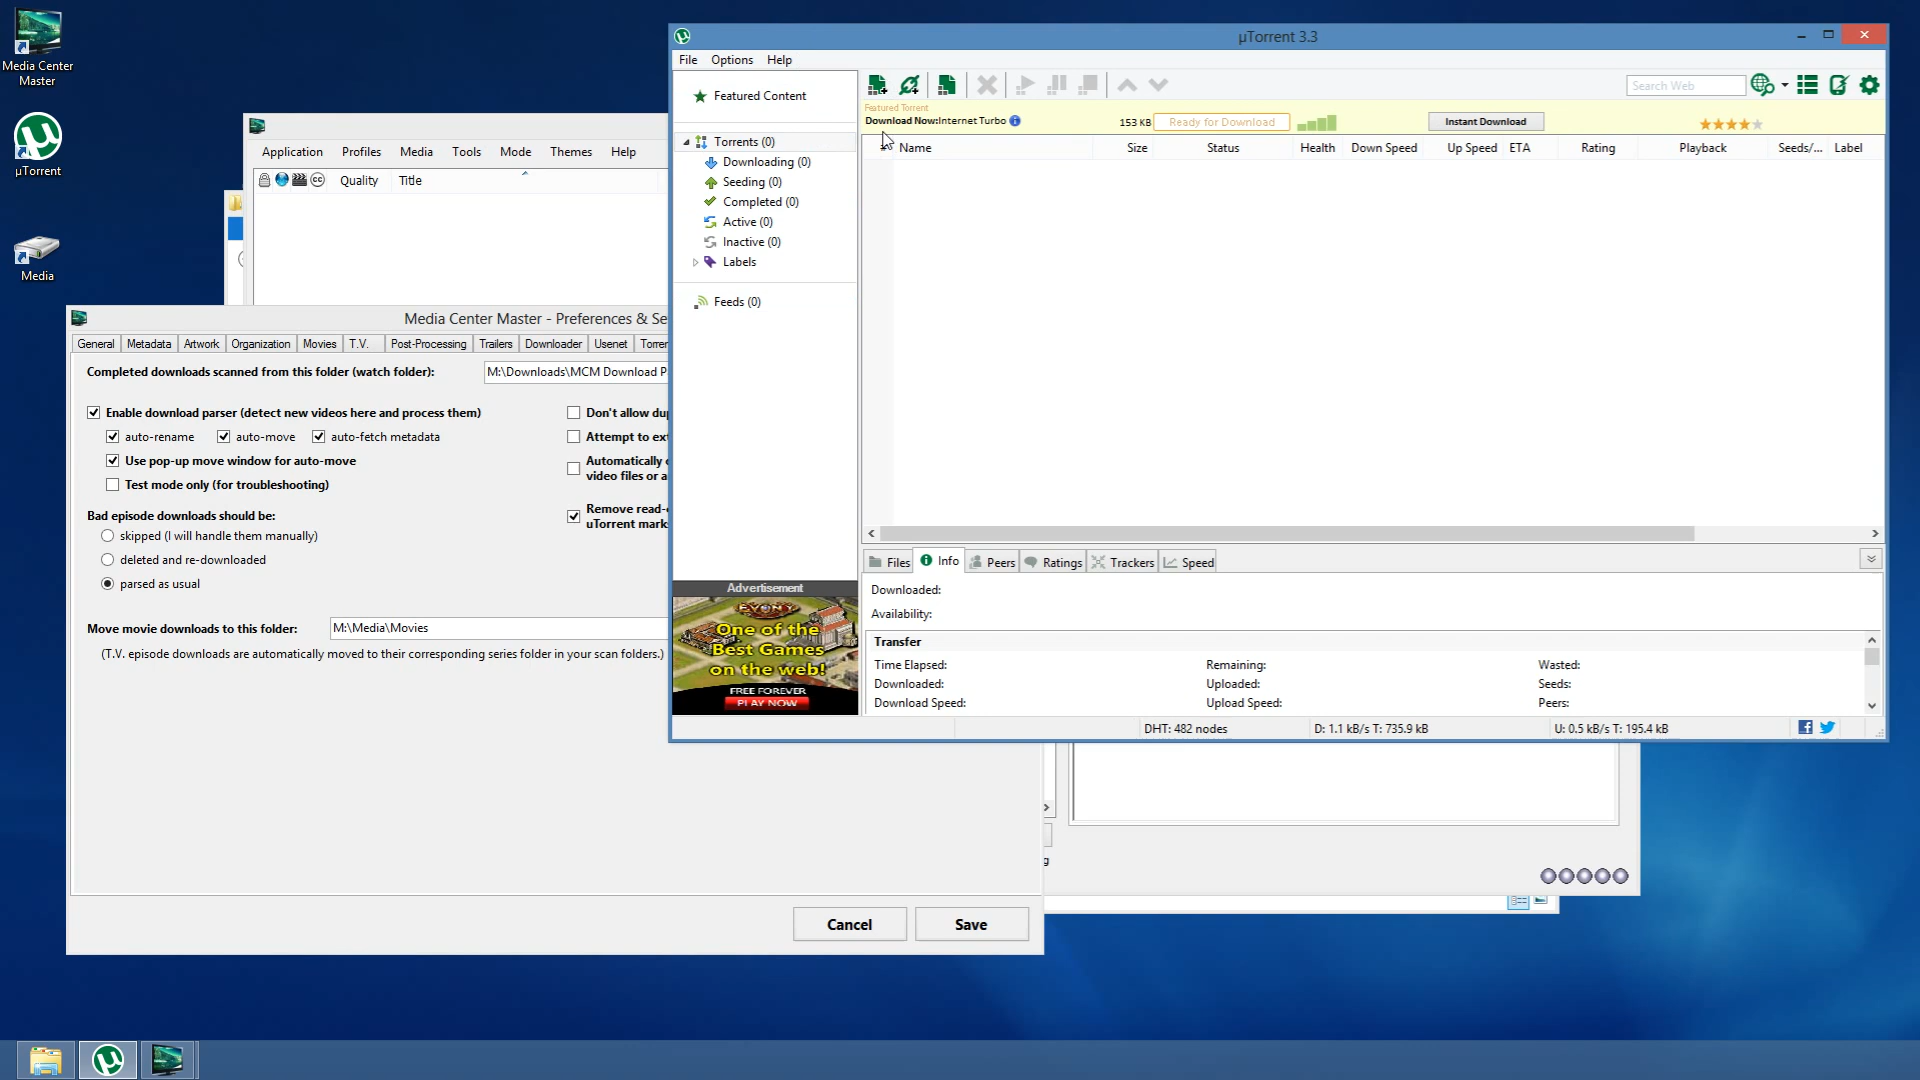 Media Center
Master
µTorrent
Media
Application Profiles Media Tools Mode Themes Help
Quality Title
Media Center Master - Preferences & Se
General Metadata Artwork Organization Movies T.V. Post-Processing Trailers Downloader Usenet Torren
Completed downloads scanned from this folder (watch folder): M:\Downloads\MCM Download P
Enable download parser (detect new videos here and process them)
auto-rename auto-move auto-fetch metadata
Use pop-up move window for auto-move
Test mode only (for troubleshooting)
Bad episode downloads should be:
skipped (I will handle them manually)
deleted and re-downloaded
parsed as usual
Don't allow dup
Attempt to ex
Automatically
video files or a
Remove read-
uTorrent mark
Move movie downloads to this folder: M:\Media\Movies
(T.V. episode downloads are automatically moved to their corresponding series folder in your scan folders.)
Cancel Save
µTorrent 3.3
File Options Help
Search Web
Featured Content
Torrents (0)
Downloading (0)
Seeding (0)
Completed (0)
Active (0)
Inactive (0)
Labels
Feeds (0)
Featured Torrent
Download Now:Internet Turbo 153 KB Ready for Download Instant Download
Name Size Status Health Down Speed Up Speed ETA Rating Playback Seeds/... Label
Advertisement
EVONY
One of the
Best Games
on the web!
FREE FOREVER
PLAY NOW
Files Info Peers Ratings Trackers Speed
Downloaded:
Availability:
Transfer
Time Elapsed: Remaining: Wasted:
Downloaded: Uploaded: Seeds:
Download Speed: Upload Speed: Peers:
DHT: 482 nodes D: 1.1 kB/s T: 735.9 kB U: 0.5 kB/s T: 195.4 kB
g